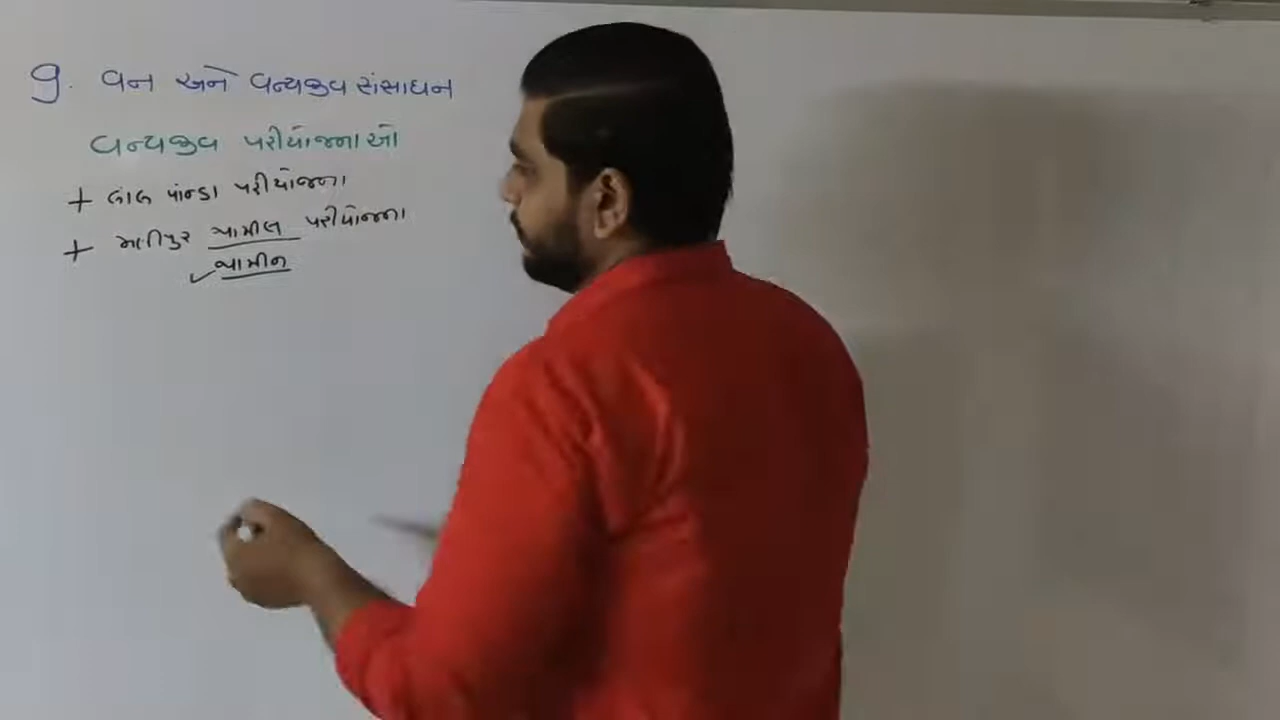 9. વન અને વન્યજીવ સંસાધન
વન્યજીવ પરીયોજનાઓ
+ લાલ પાંન્ડા પરીયોજના
+ મણીપુર થામીલ પરીયોજના
✓થામીન